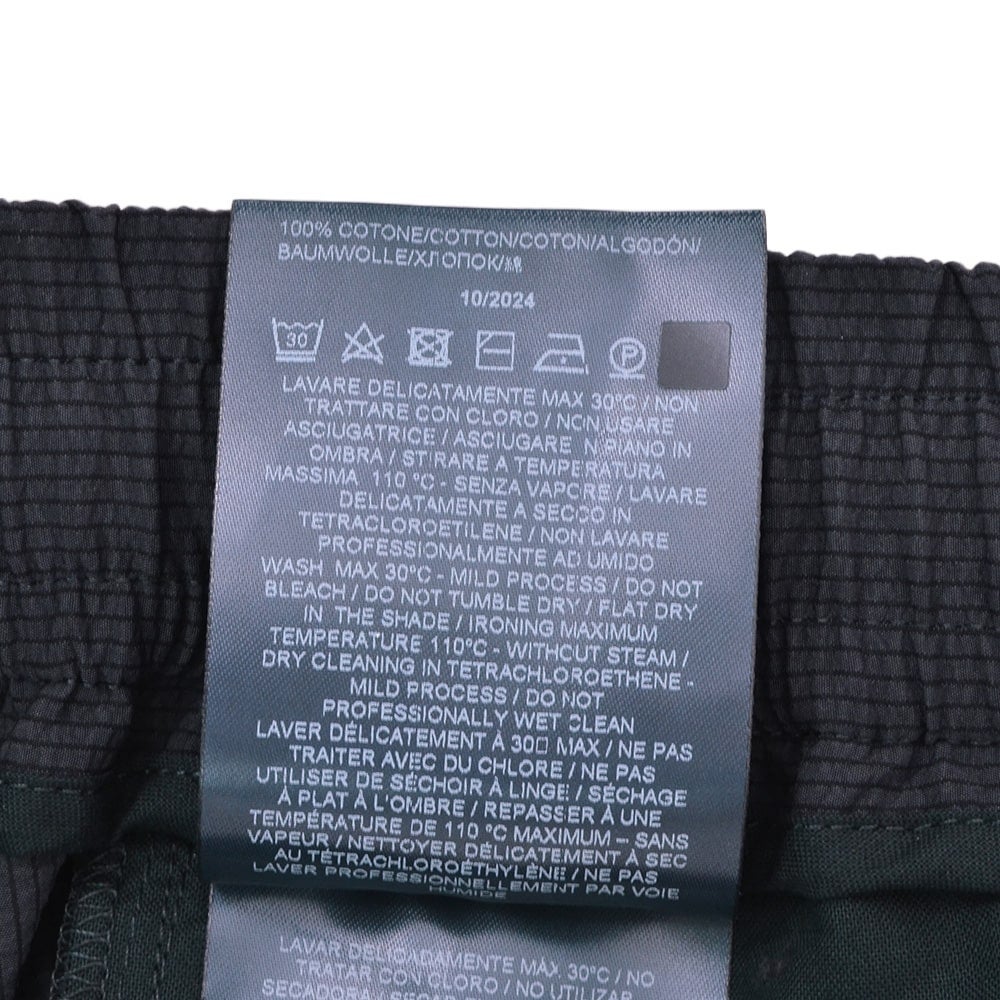 100% COTONE/COTTON/COTON/ALGODÓN/
BAUMWOLLE/ХЛОПОК/綿
10/2024
30
P
LAVARE DELICATAMENTE MAX 30°C / NON
TRATTARE CON CLORO / NON USARE
ASCIUGATRICE / ASCIUGARE IN PIANO IN
OMBRA / STIRARE A TEMPERATURA
MASSIMA 110 °C - SENZA VAPORE / LAVARE
DELICATAMENTE A SECCO IN
TETRACLOROETILENE / NON LAVARE
PROFESSIONALMENTE AD UMIDO
WASH MAX 30°C - MILD PROCESS / DO NOT
BLEACH / DO NOT TUMBLE DRY / FLAT DRY
IN THE SHADE / IRONING MAXIMUM
TEMPERATURE 110°C - WITHOUT STEAM /
DRY CLEANING IN TETRACHLOROETHENE -
MILD PROCESS / DO NOT
PROFESSIONALLY WET CLEAN
LAVER DÉLICATEMENT À 30□ MAX / NE PAS
TRAITER AVEC DU CHLORE / NE PAS
UTILISER DE SÉCHOIR À LINGE / SÉCHAGE
À PLAT À L'OMBRE / REPASSER À UNE
TEMPÉRATURE DE 110 °C MAXIMUM – SANS
VAPEUR / NETTOYER DÉLICATEMENT À SEC
AU TÉTRACHLOROÉTHYLÈNE / NE PAS
LAVER PROFESSIONNELLEMENT PAR VOIE
HUMIDE
LAVAR DELICADAMENTE MÁX 30°C / NO
TRATAR CON CLORO / NO UTILIZAR
SECADORA / SECAR